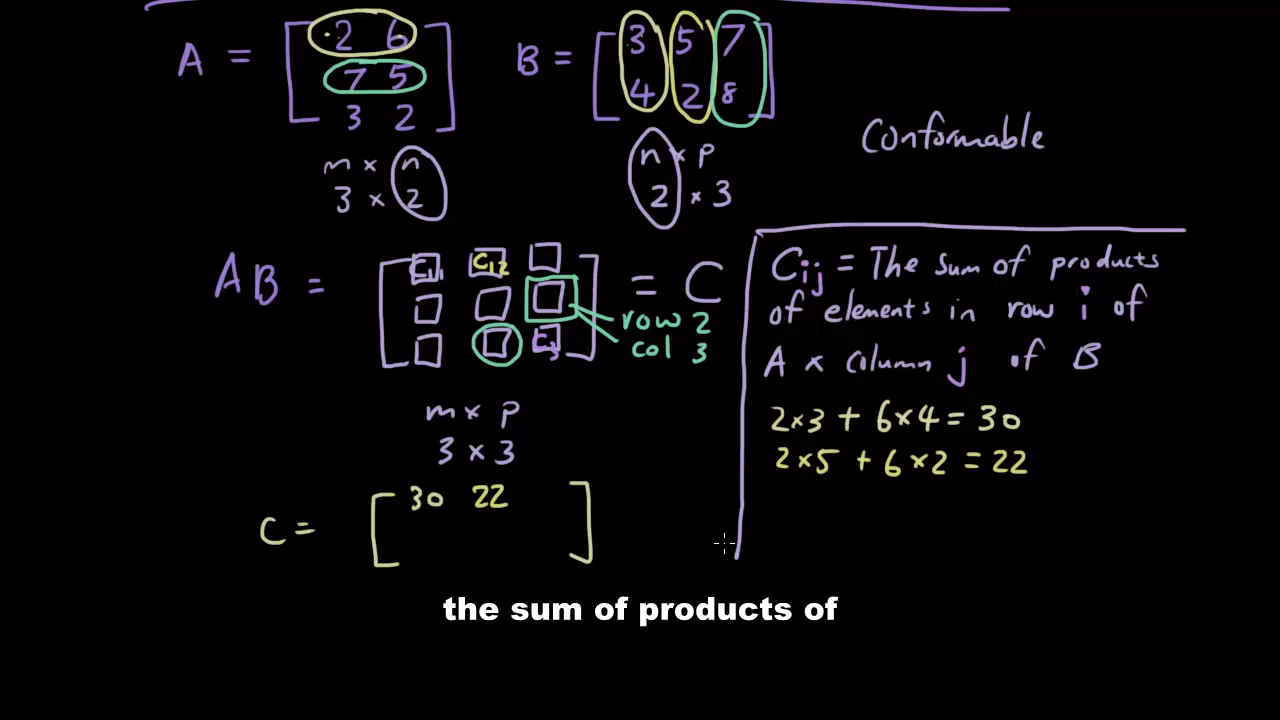 A = [ 2 6 B = [ 3 5 7
7 5 4 2 8 ]
3 2 ]
Conformable
m × n n × p
3 × 2 2 × 3
AB = [ C11 C12 ] = C
row 2
col 3
Cij = The sum of products
of elements in row i of
A × column j of B
m × p
3 × 3
2×3 + 6×4 = 30
2×5 + 6×2 = 22
C = [ 30 22 ]
the sum of products of